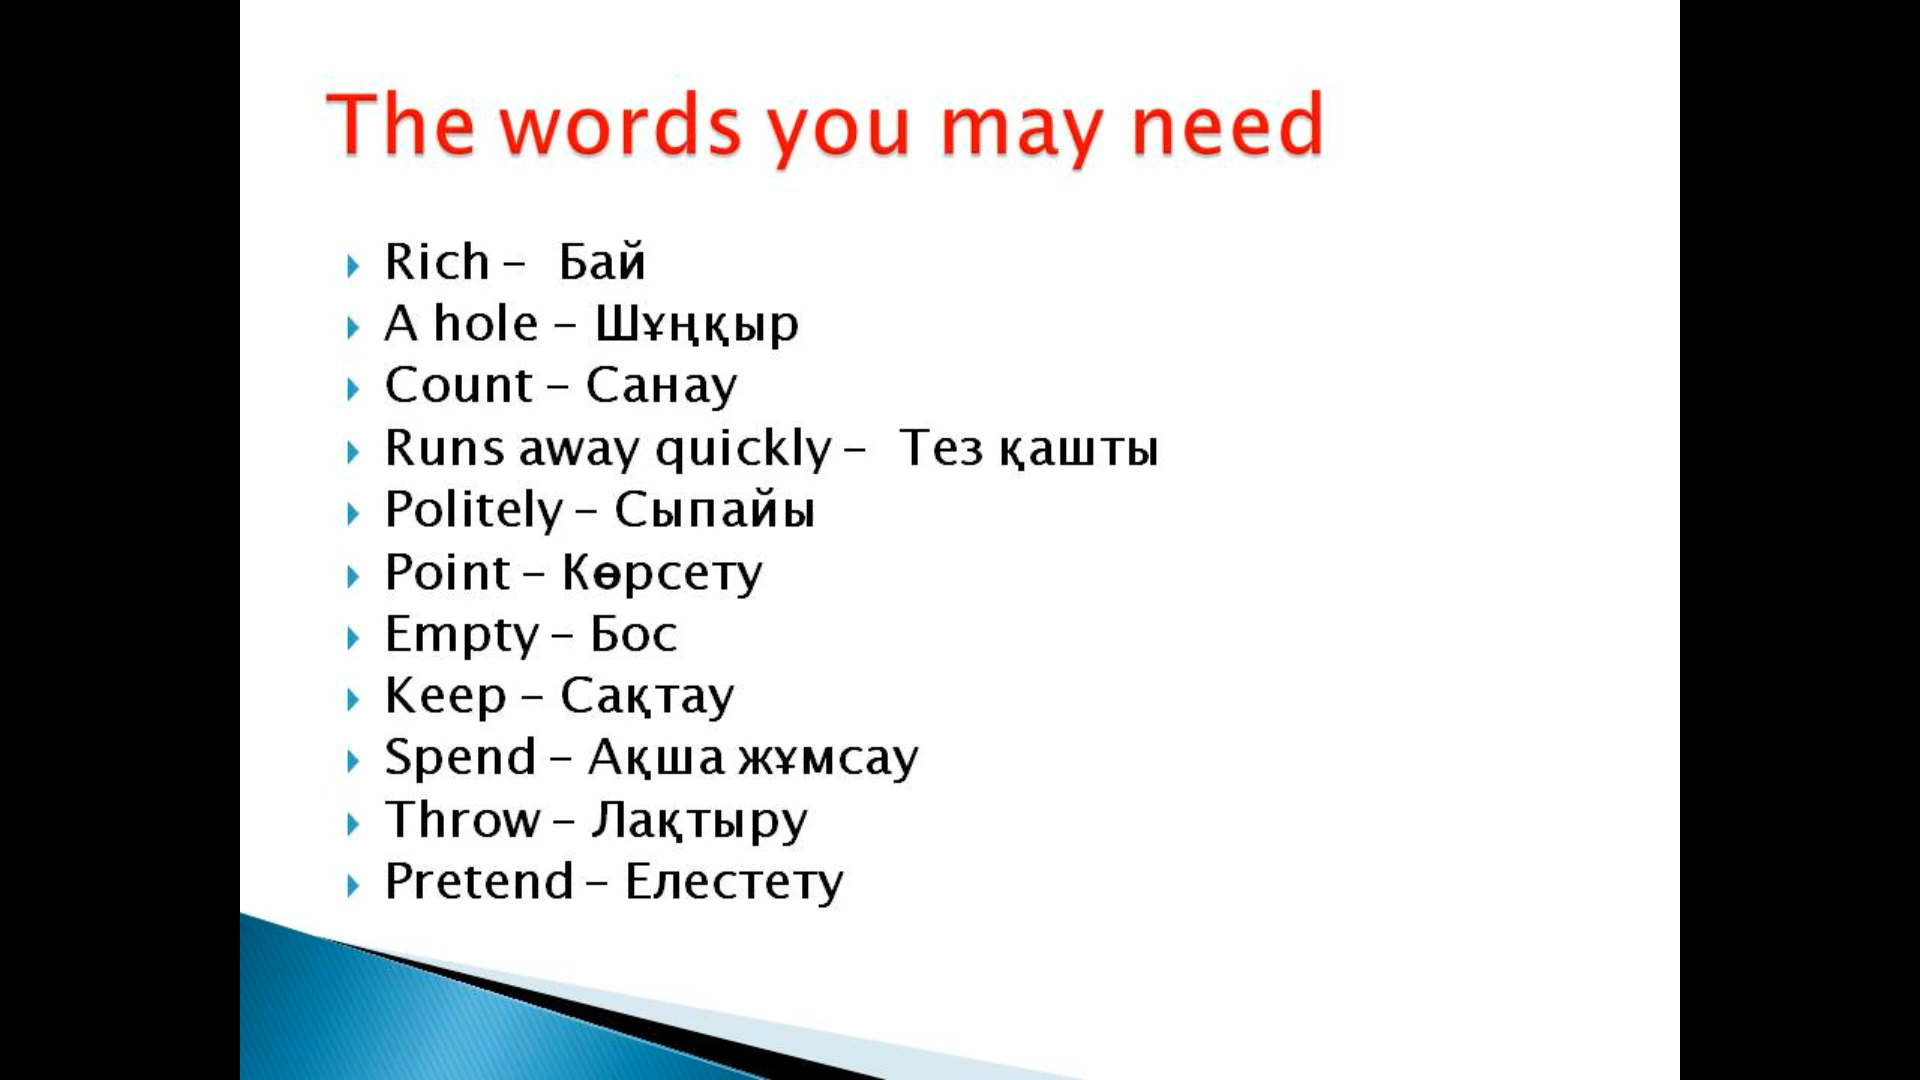 The words you may need
Rich – Бай
A hole – Шұңқыр
Count – Санау
Runs away quickly – Тез қашты
Politely – Сыпайы
Point – Көрсету
Empty – Бос
Keep – Сақтау
Spend – Ақша жұмсау
Throw – Лақтыру
Pretend – Елестету